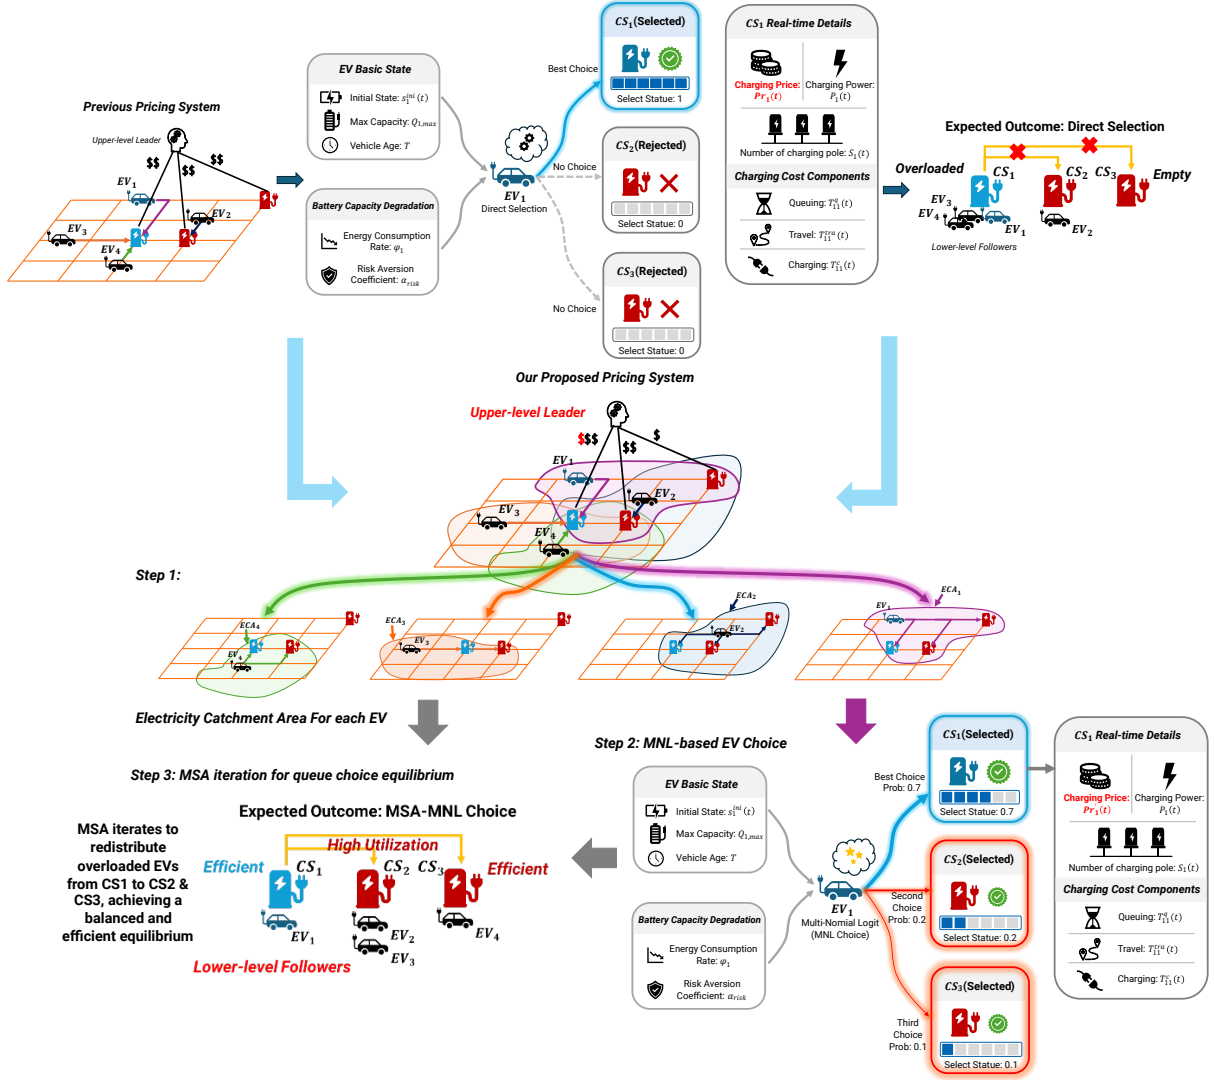 Previous Pricing System
Upper-level Leader
$$
$$
$$
EV1
EV2
EV3
EV4
EV Basic State
Initial State: s₁ⁱⁿⁱ(t)
Max Capacity: Q1,max
Vehicle Age: T
Battery Capacity Degradation
Energy Consumption
Rate: φ1
Risk Aversion
Coefficient: αrisk
EV1
Direct Selection
Best Choice
No Choice
No Choice
CS1(Selected)
Select Statue: 1
CS2(Rejected)
Select Statue: 0
CS3(Rejected)
Select Statue: 0
CS1 Real-time Details
Charging Price:
Pr1(t)
Charging Power:
P1(t)
Number of charging pole: S1(t)
Charging Cost Components
Queuing: T₁₁^q(t)
Travel: T₁₁^tra(t)
Charging: T₁₁^c(t)
Expected Outcome: Direct Selection
Overloaded
CS1
CS2
CS3
Empty
EV3
EV4
EV1
EV2
Lower-level Followers
Our Proposed Pricing System
Upper-level Leader
$$$
$$
$
EV1
EV2
EV3
EV4
Step 1:
ECA4
EV4
ECA3
EV3
ECA2
EV2
ECA1
EV1
Electricity Catchment Area For each EV
Step 2: MNL-based EV Choice
EV Basic State
Initial State: s₁ⁱⁿⁱ(t)
Max Capacity: Q1,max
Vehicle Age: T
Battery Capacity Degradation
Energy Consumption
Rate: φ1
Risk Aversion
Coefficient: αrisk
EV1
Multi-Nomial Logit
(MNL Choice)
Best Choice
Prob: 0.7
Second
Choice
Prob: 0.2
Third
Choice
Prob: 0.1
CS1(Selected)
Select Statue: 0.7
CS2(Selected)
Select Statue: 0.2
CS3(Selected)
Select Statue: 0.1
CS1 Real-time Details
Charging Price:
Pr1(t)
Charging Power:
P1(t)
Number of charging pole: S1(t)
Charging Cost Components
Queuing: T₁₁^q(t)
Travel: T₁₁^tra(t)
Charging: T₁₁^c(t)
Step 3: MSA iteration for queue choice equilibrium
Expected Outcome: MSA-MNL Choice
MSA iterates to
redistribute
overloaded EVs
from CS1 to CS2 &
CS3, achieving a
balanced and
efficient equilibrium
High Utilization
Efficient
CS1
CS2
CS3
Efficient
EV1
EV2
EV3
EV4
Lower-level Followers